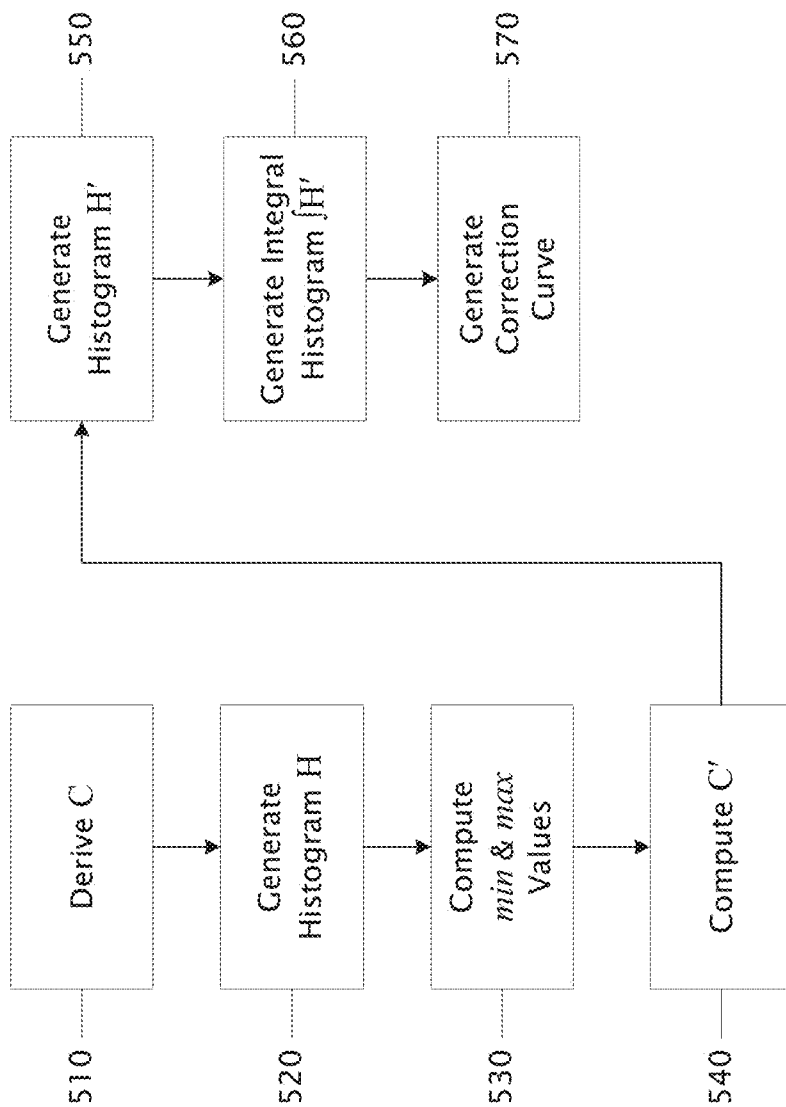 510
Derive C
520
Generate
Histogram H
530
Compute
min & max
Values
540
Compute C′
550
Generate
Histogram H′
560
Generate Integral
Histogram ∫H′
570
Generate
Correction
Curve